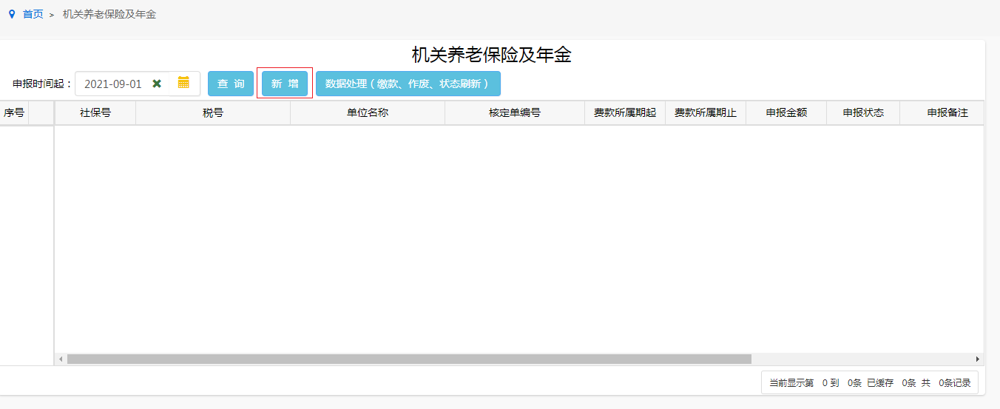 首页 > 机关养老保险及年金
机关养老保险及年金
申报时间起： 2021-09-01 查 询 新 增 数据处理（缴款、作废、状态刷新）
序号 社保号 税号 单位名称 核定单编号 费款所属期起 费款所属期止 申报金额 申报状态 申报备注
当前显示第 0 到 0条 已缓存 0条 共 0条记录